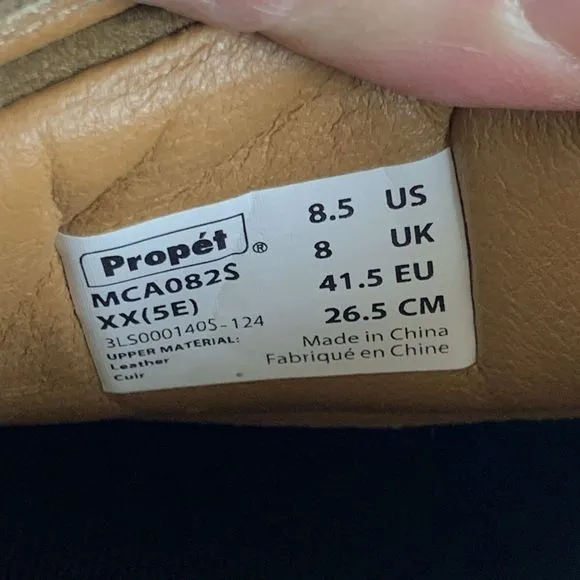 Propét ®
MCA082S
XX(5E)
3LS0001405-124
UPPER MATERIAL:
Leather
Cuir
8.5 US
8 UK
41.5 EU
26.5 CM
Made in China
Fabriqué en Chine